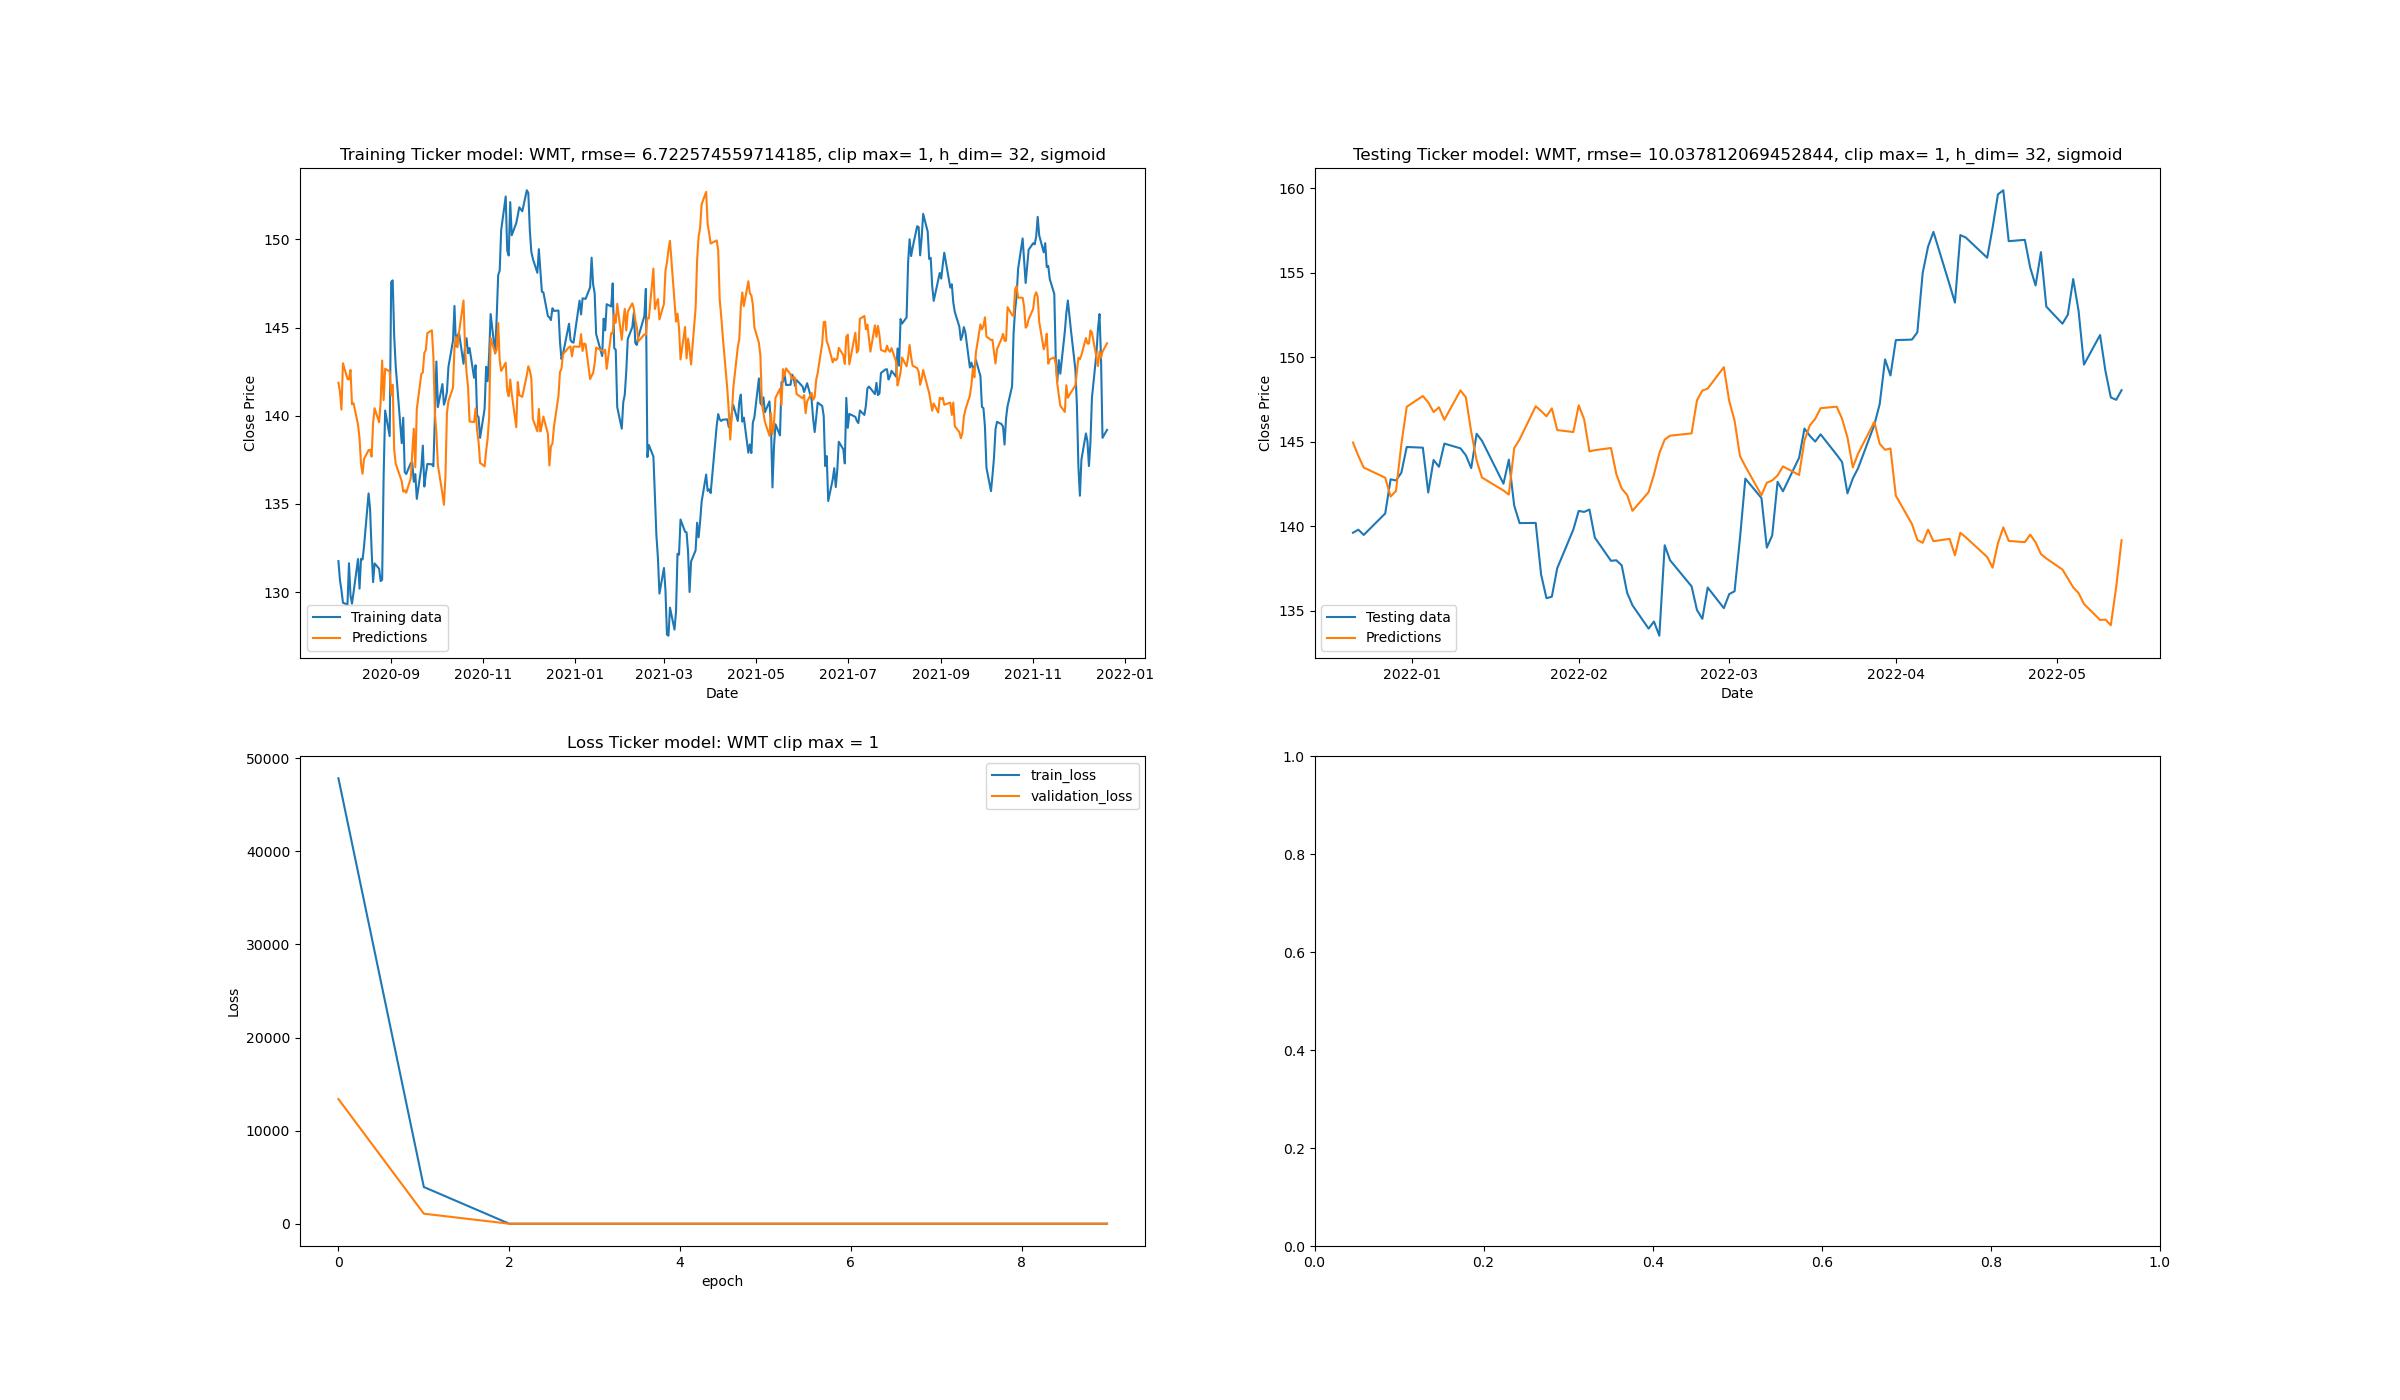 Training Ticker model: WMT, rmse= 6.722574559714185, clip max= 1, h_dim= 32, sigmoid
150
145
140
135
130
Close Price
Training data
Predictions
2020-09 2020-11 2021-01 2021-03 2021-05 2021-07 2021-09 2021-11 2022-01
Date
Testing Ticker model: WMT, rmse= 10.037812069452844, clip max= 1, h_dim= 32, sigmoid
160
155
150
145
140
135
Close Price
Testing data
Predictions
2022-01 2022-02 2022-03 2022-04 2022-05
Date
Loss Ticker model: WMT clip max = 1
50000
40000
30000
20000
10000
0
Loss
train_loss
validation_loss
0 2 4 6 8
epoch
1.0
0.8
0.6
0.4
0.2
0.0
0.0 0.2 0.4 0.6 0.8 1.0